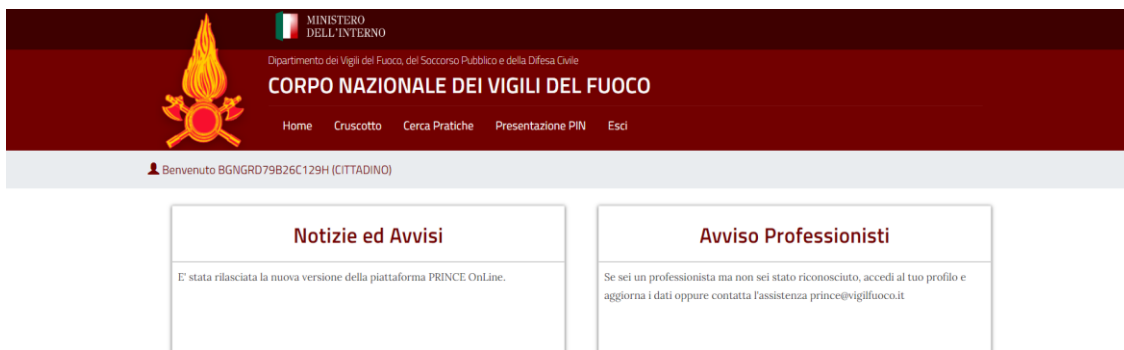 MINISTERO
DELL'INTERNO
Dipartimento dei Vigili del Fuoco, del Soccorso Pubblico e della Difesa Civile
CORPO NAZIONALE DEI VIGILI DEL FUOCO
Home Cruscotto Cerca Pratiche Presentazione PIN Esci
Benvenuto BGNGRD79B26C129H (CITTADINO)
Notizie ed Avvisi
E' stata rilasciata la nuova versione della piattaforma PRINCE OnLine.
Avviso Professionisti
Se sei un professionista ma non sei stato riconosciuto, accedi al tuo profilo e
aggiorna i dati oppure contatta l'assistenza prince@vigilfuoco.it